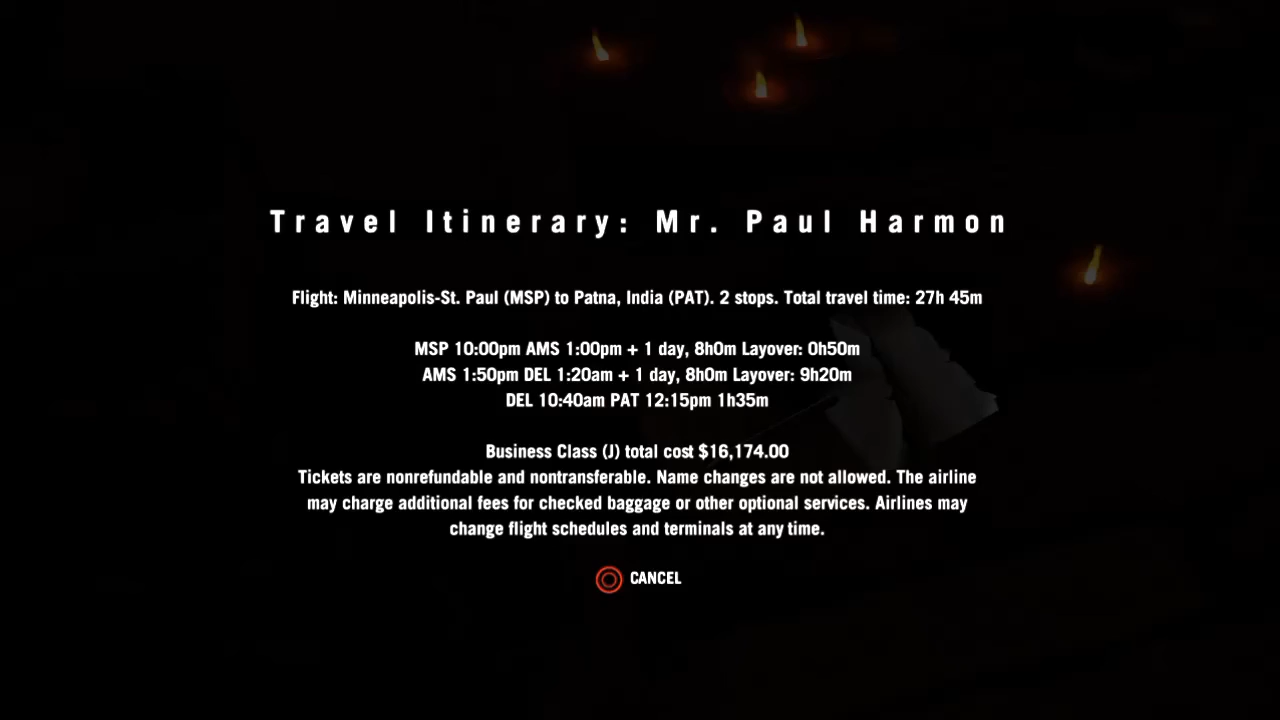 Travel Itinerary: Mr. Paul Harmon
Flight: Minneapolis-St. Paul (MSP) to Patna, India (PAT). 2 stops. Total travel time: 27h 45m
MSP 10:00pm AMS 1:00pm + 1 day, 8h0m Layover: 0h50m
AMS 1:50pm DEL 1:20am + 1 day, 8h0m Layover: 9h20m
DEL 10:40am PAT 12:15pm 1h35m
Business Class (J) total cost $16,174.00
Tickets are nonrefundable and nontransferable. Name changes are not allowed. The airline
may charge additional fees for checked baggage or other optional services. Airlines may
change flight schedules and terminals at any time.
CANCEL